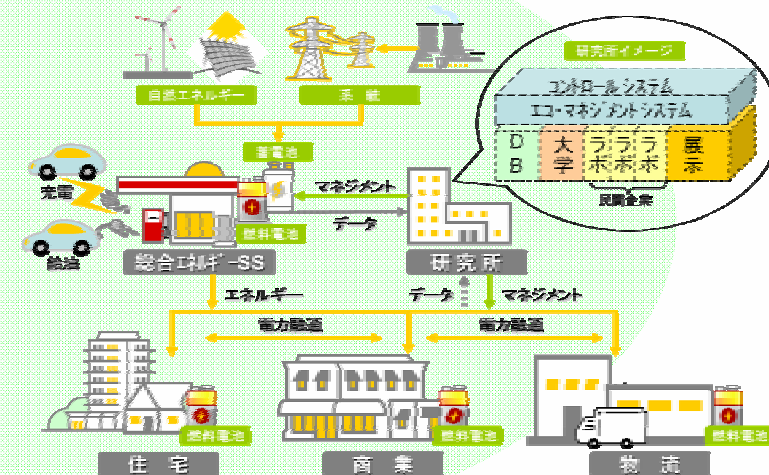 研究所イメージ
コントロールシステム
エコ・マネジメントシステム
DB
大学
ラボ
ラボ
ラボ
展示
民間企業
自然エネルギー
系統
蓄電池
充電
給油
燃料電池
マネジメント
データ
総合エネルギーSS
研究所
エネルギー
データ
マネジメント
電力融通
電力融通
燃料電池
燃料電池
燃料電池
住宅
商業
物流